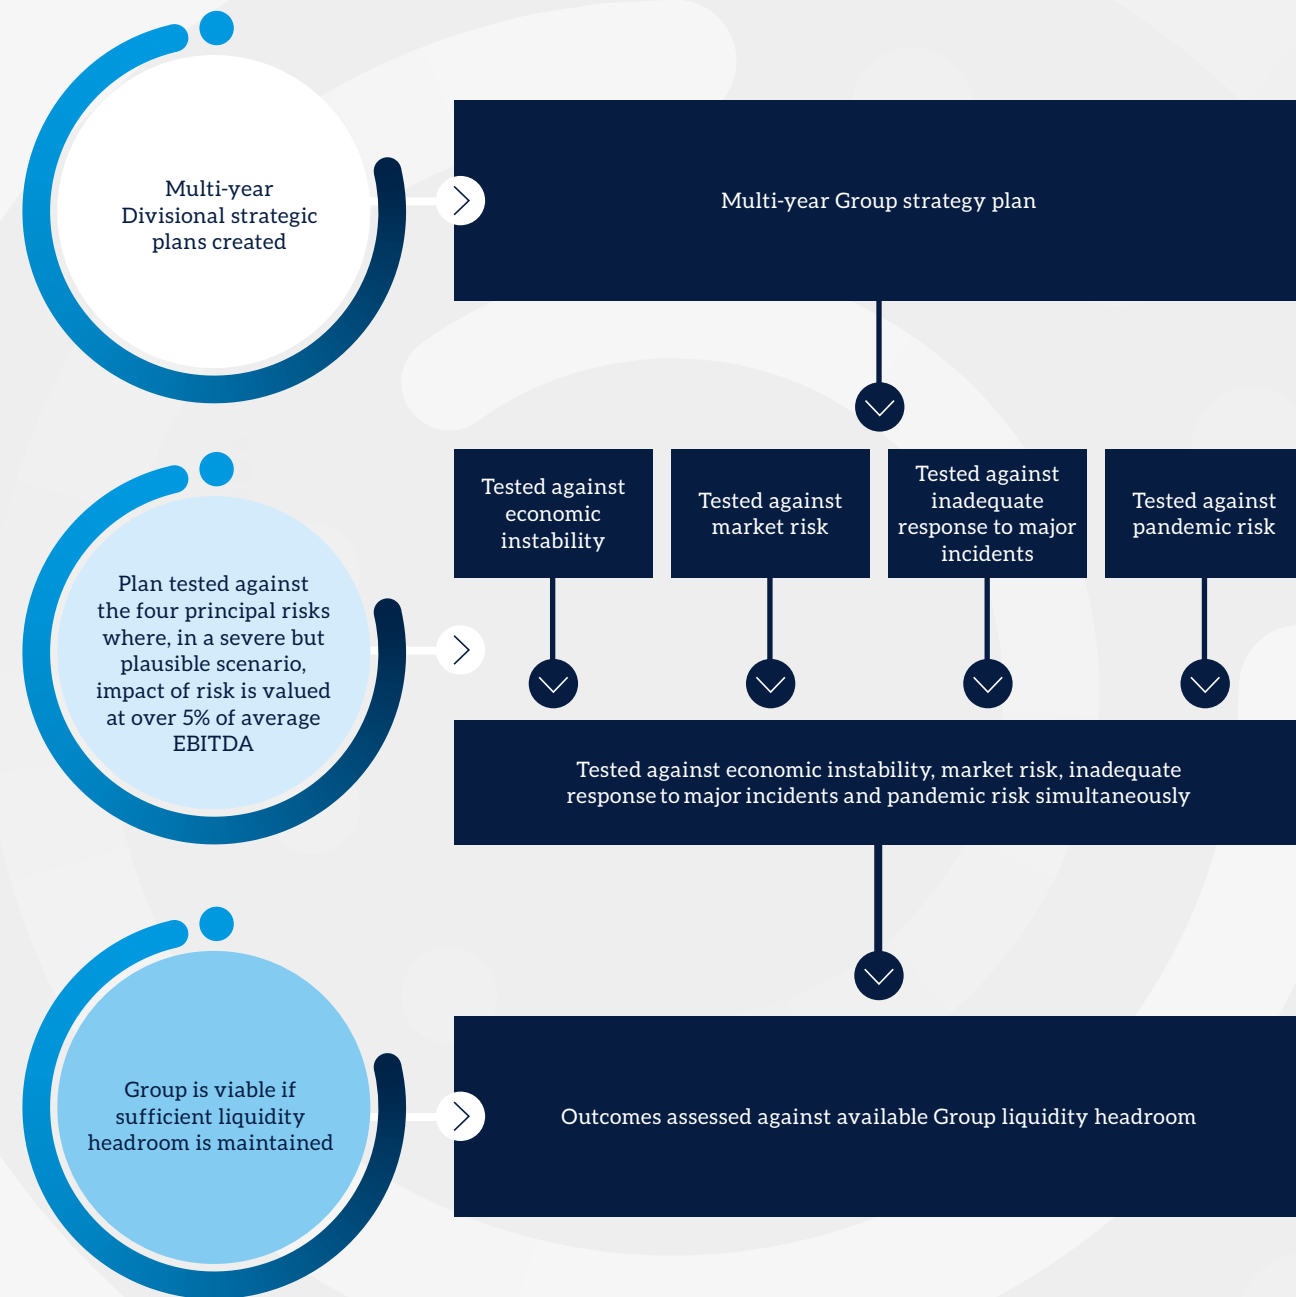 Multi-year
Divisional strategic
plans created
Multi-year Group strategy plan
Plan tested against
the four principal risks
where, in a severe but
plausible scenario,
impact of risk is valued
at over 5% of average
EBITDA
Tested against
economic
instability
Tested against
market risk
Tested against
inadequate
response to major
incidents
Tested against
pandemic risk
Tested against economic instability, market risk, inadequate
response to major incidents and pandemic risk simultaneously
Group is viable if
sufficient liquidity
headroom is maintained
Outcomes assessed against available Group liquidity headroom